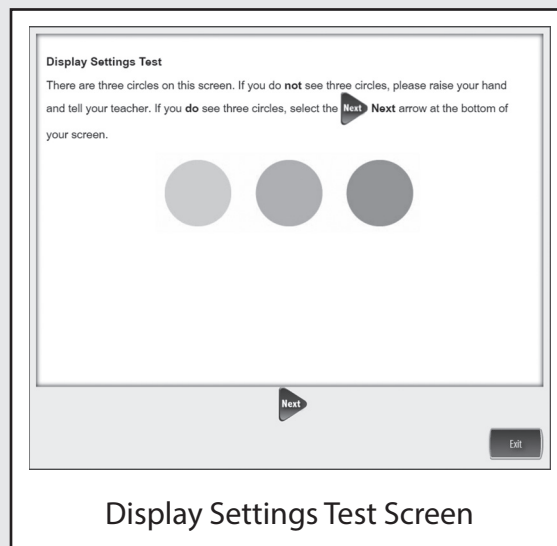 Display Settings Test
There are three circles on this screen. If you do not see three circles, please raise your hand
and tell your teacher. If you do see three circles, select the Next Next arrow at the bottom of
your screen.
Next
Exit
Display Settings Test Screen